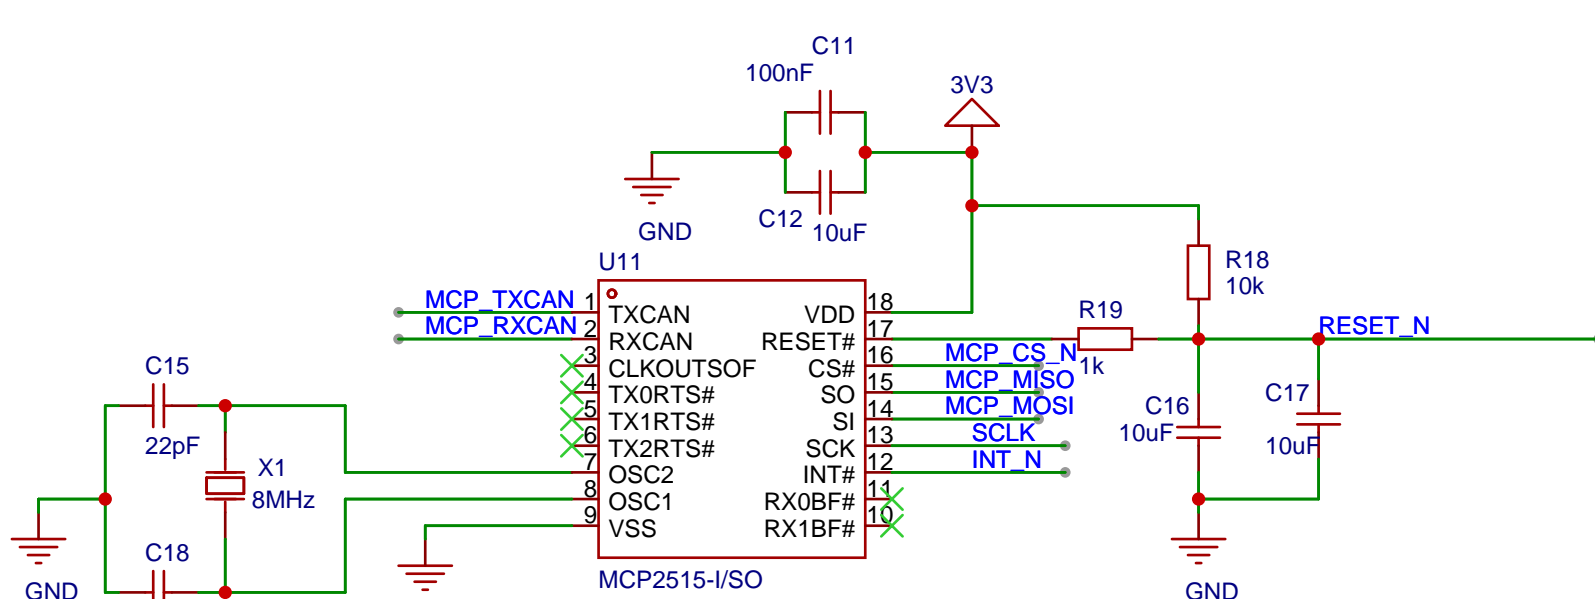 C11
100nF
3V3
C12
10uF
GND
U11
R18
10k
MCP_TXCAN
1
TXCAN
VDD
18
R19
1k
MCP_RXCAN
2
RXCAN
RESET#
17
RESET_N
3
CLKOUTSOF
CS#
16
MCP_CS_N
4
TX0RTS#
SO
15
MCP_MISO
5
TX1RTS#
SI
14
MCP_MOSI
6
TX2RTS#
SCK
13
SCLK
7
OSC2
INT#
12
INT_N
8
OSC1
RX0BF#
11
9
VSS
RX1BF#
10
MCP2515-I/SO
C15
22pF
X1
8MHz
C18
GND
C16
10uF
C17
10uF
GND